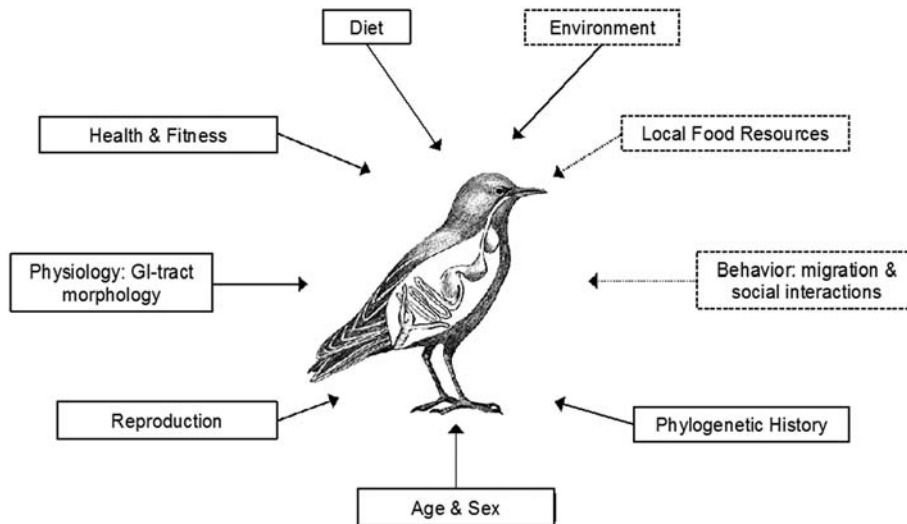 Diet
Environment
Health & Fitness
Local Food Resources
Physiology: GI-tract
morphology
Behavior: migration &
social interactions
Reproduction
Phylogenetic History
Age & Sex